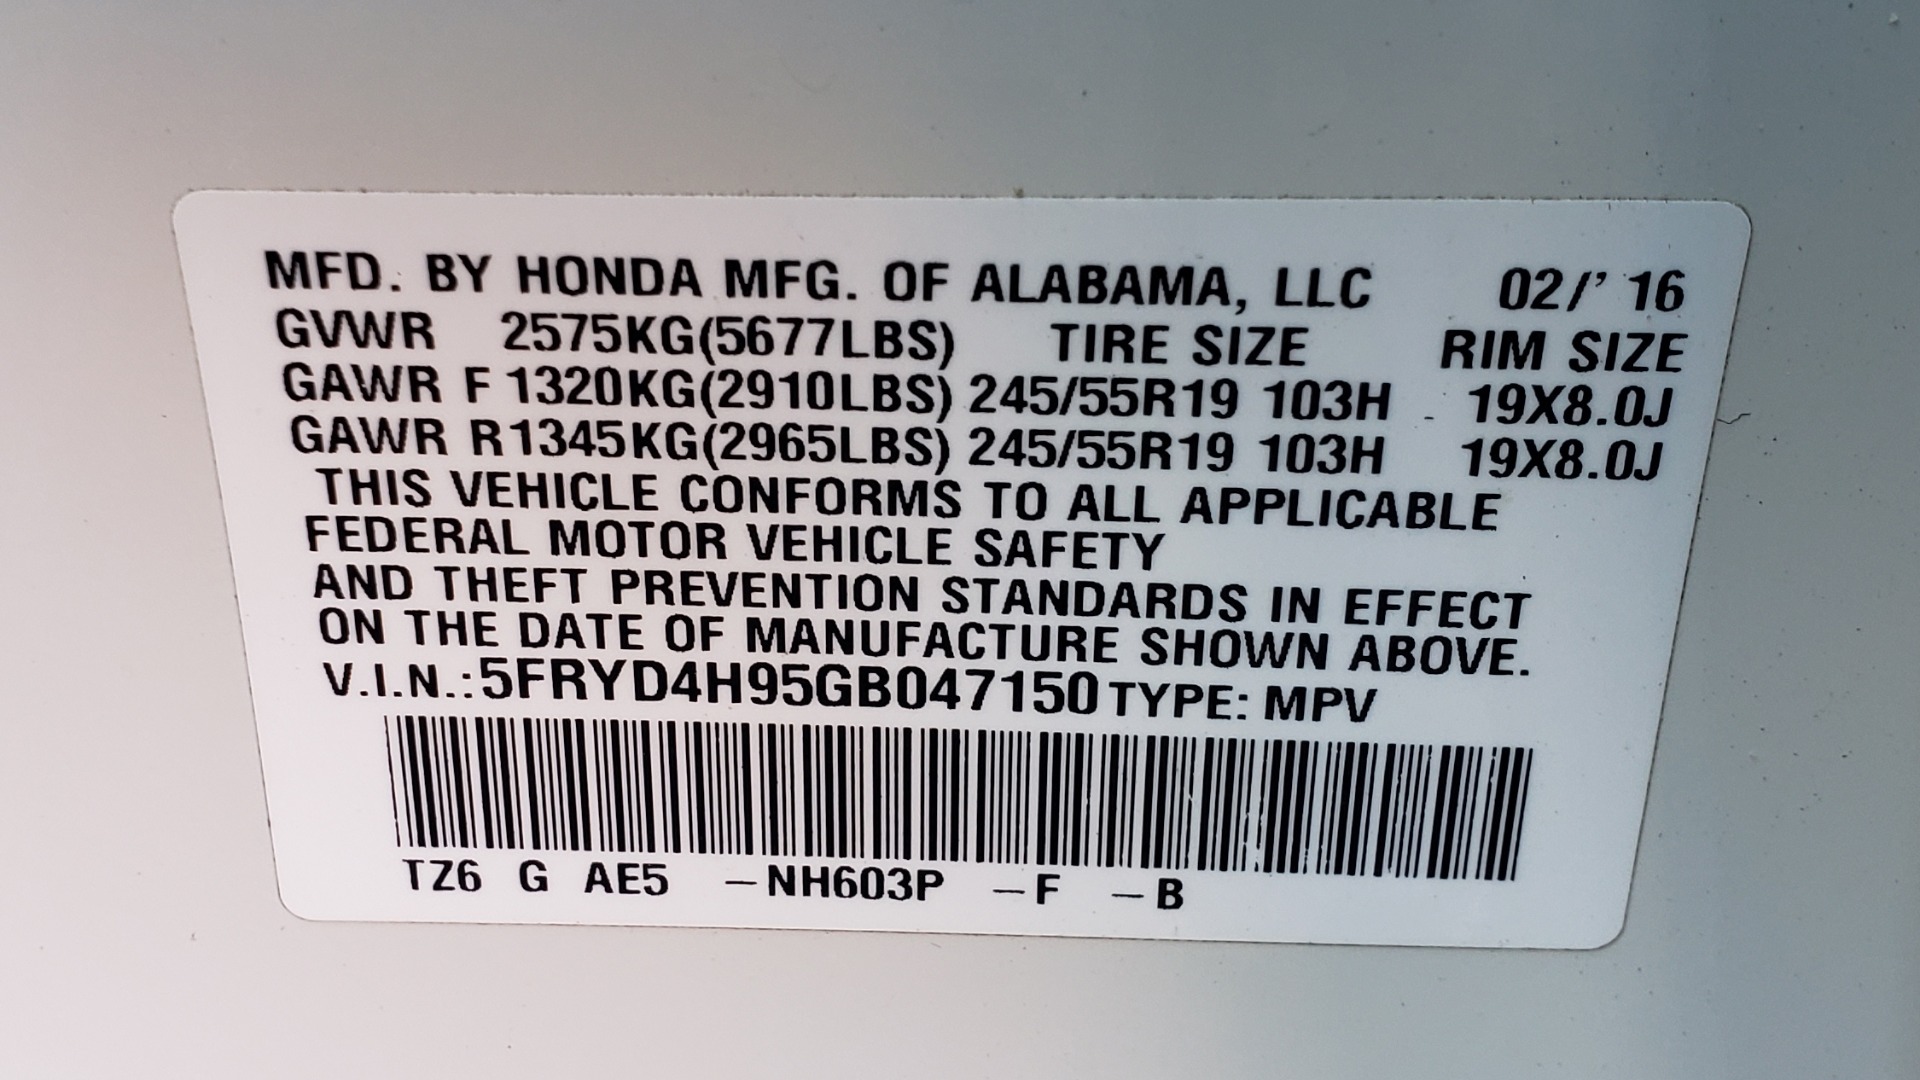 MFD. BY HONDA MFG. OF ALABAMA, LLC 02/' 16
GVWR 2575KG(5677LBS) TIRE SIZE RIM SIZE
GAWR F 1320KG(2910LBS) 245/55R19 103H 19X8.0J
GAWR R1345KG(2965LBS) 245/55R19 103H 19X8.0J
THIS VEHICLE CONFORMS TO ALL APPLICABLE
FEDERAL MOTOR VEHICLE SAFETY
AND THEFT PREVENTION STANDARDS IN EFFECT
ON THE DATE OF MANUFACTURE SHOWN ABOVE.
V.I.N.:5FRYD4H95GB047150 TYPE: MPV
TZ6 G AE5 –NH603P –F –B